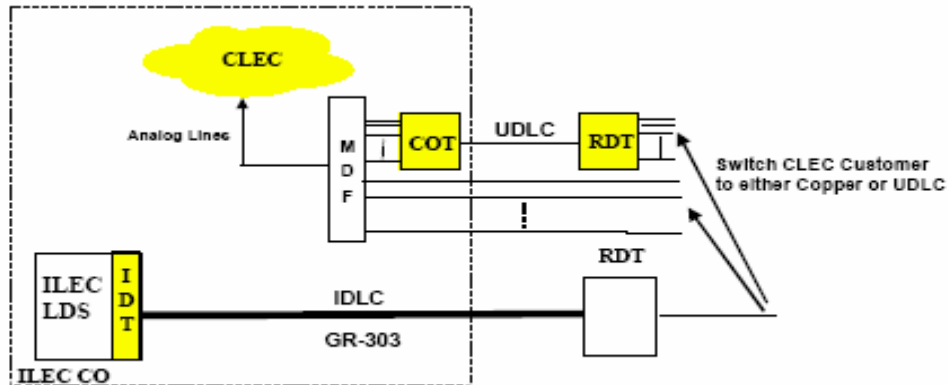 CLEC
Analog Lines
M
D
F
COT
UDLC
RDT
Switch CLEC Customer
to either Copper or UDLC
RDT
ILEC
LDS
I
D
T
IDLC
GR-303
ILEC CO